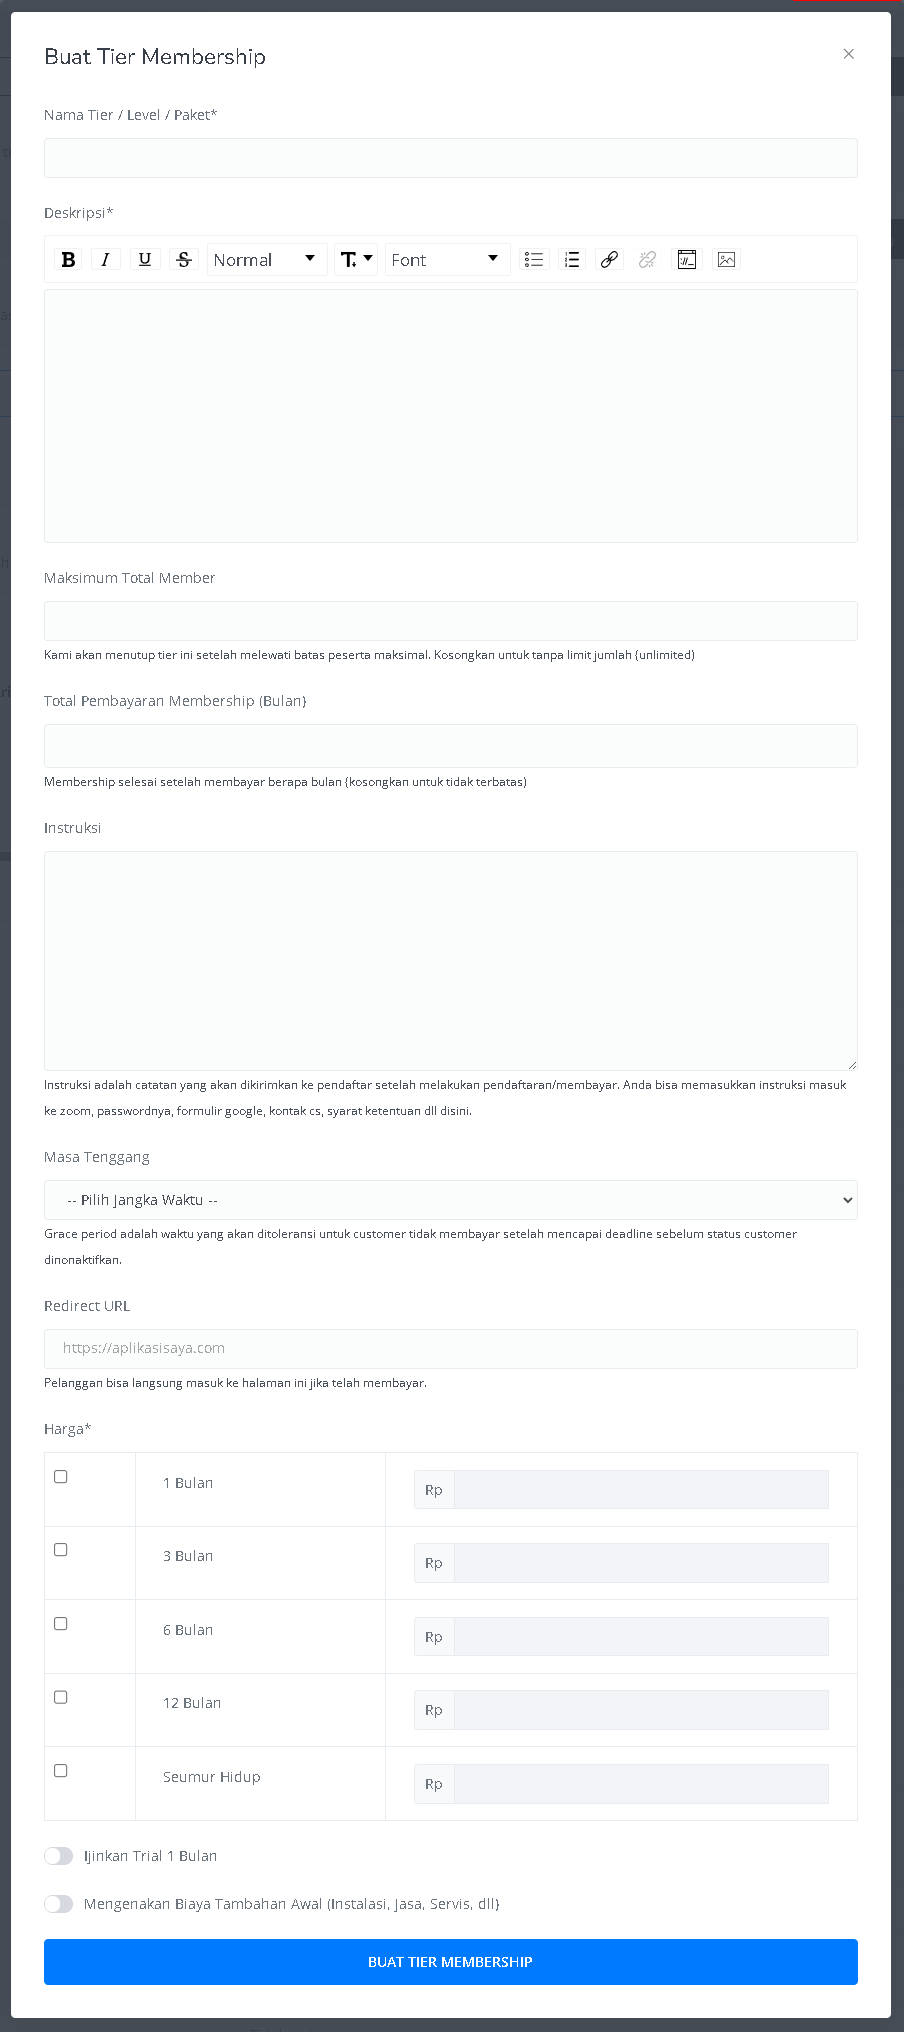 Buat Tier Membership
Nama Tier / Level / Paket*
Deskripsi*
B I U S Normal T Font
Maksimum Total Member
Kami akan menutup tier ini setelah melewati batas peserta maksimal. Kosongkan untuk tanpa limit jumlah (unlimited)
Total Pembayaran Membership (Bulan)
Membership selesai setelah membayar berapa bulan (kosongkan untuk tidak terbatas)
Instruksi
Instruksi adalah catatan yang akan dikirimkan ke pendaftar setelah melakukan pendaftaran/membayar. Anda bisa memasukkan instruksi masuk
ke zoom, passwordnya, formulir google, kontak cs, syarat ketentuan dll disini.
Masa Tenggang
-- Pilih Jangka Waktu --
Grace period adalah waktu yang akan ditoleransi untuk customer tidak membayar setelah mencapai deadline sebelum status customer
dinonaktifkan.
Redirect URL
https://aplikasisaya.com
Pelanggan bisa langsung masuk ke halaman ini jika telah membayar.
Harga*
1 Bulan Rp
3 Bulan Rp
6 Bulan Rp
12 Bulan Rp
Seumur Hidup Rp
Ijinkan Trial 1 Bulan
Mengenakan Biaya Tambahan Awal (Instalasi, Jasa, Servis, dll)
BUAT TIER MEMBERSHIP